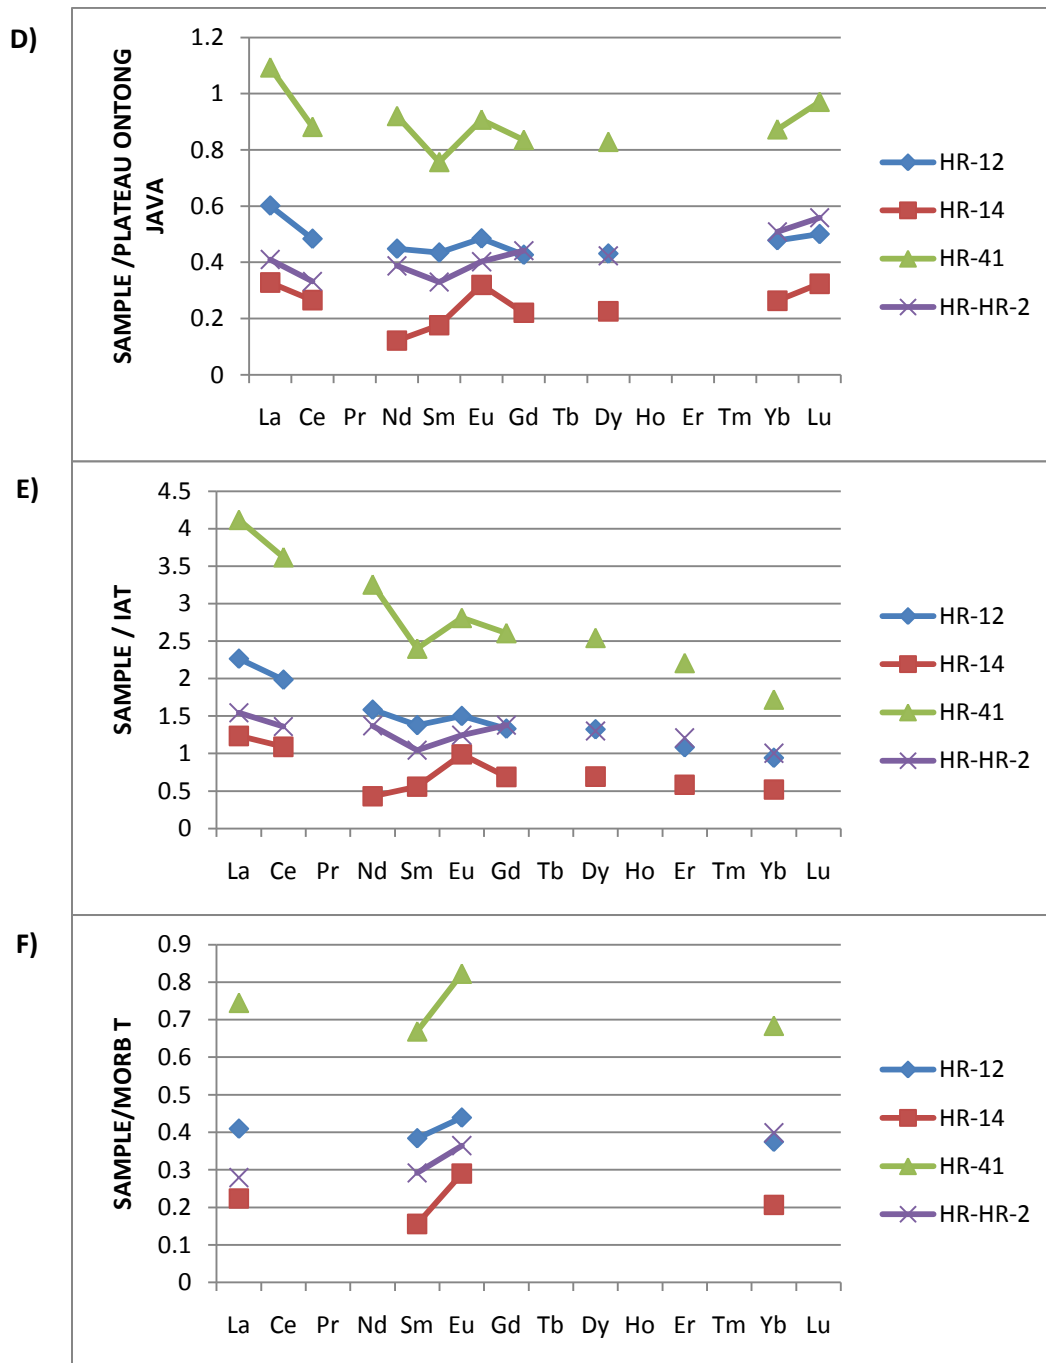 D)
SAMPLE /PLATEAU ONTONG
JAVA
1.2
1
0.8
0.6
0.4
0.2
0
La Ce Pr Nd Sm Eu Gd Tb Dy Ho Er Tm Yb Lu
HR-12
HR-14
HR-41
HR-HR-2
E)
SAMPLE / IAT
4.5
4
3.5
3
2.5
2
1.5
1
0.5
0
La Ce Pr Nd Sm Eu Gd Tb Dy Ho Er Tm Yb Lu
HR-12
HR-14
HR-41
HR-HR-2
F)
SAMPLE/MORB T
0.9
0.8
0.7
0.6
0.5
0.4
0.3
0.2
0.1
0
La Ce Pr Nd Sm Eu Gd Tb Dy Ho Er Tm Yb Lu
HR-12
HR-14
HR-41
HR-HR-2